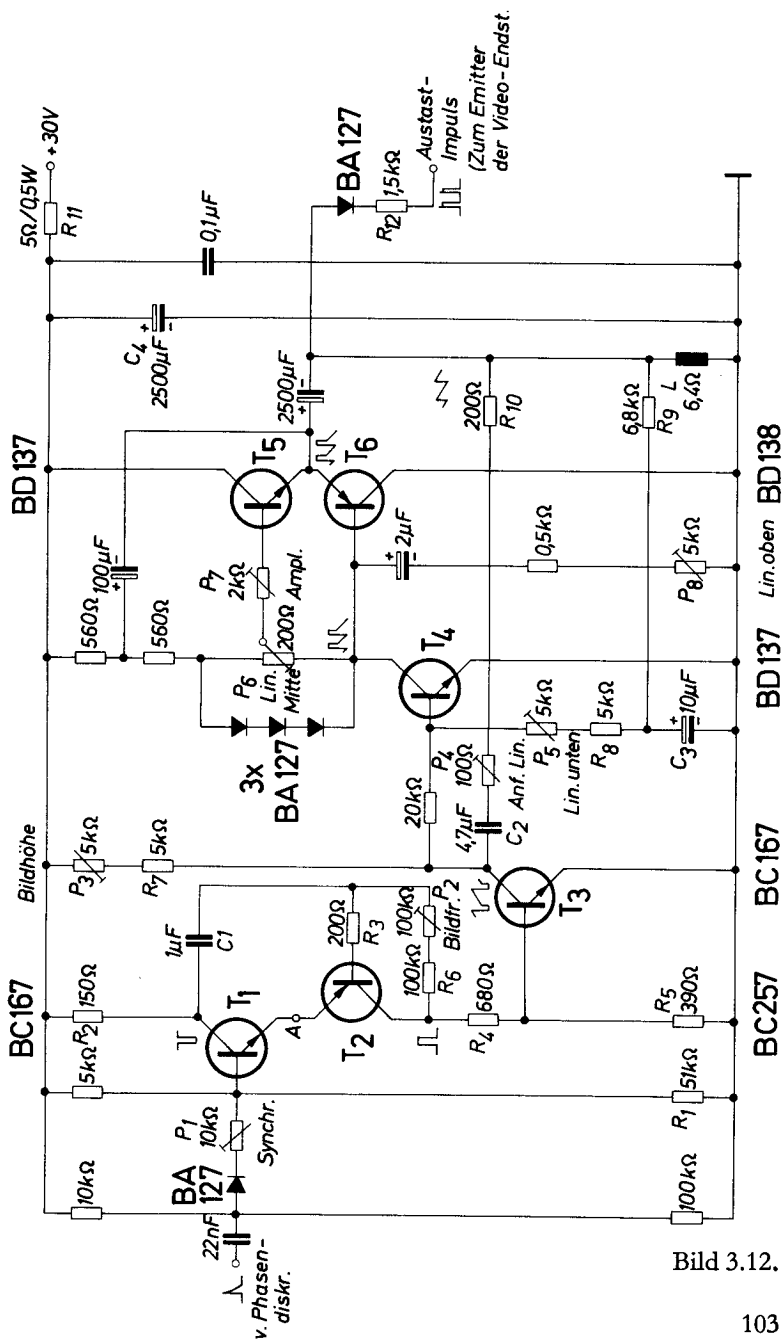 BC167
Bildhöhe
BD137
5Ω/0,5W
+30V
R11
10kΩ
5kΩ
R2
150Ω
1µF
C1
P3
5kΩ
R7
5kΩ
560Ω
560Ω
100µF
+
-
C4
2500µF
+
-
0,1µF
3x
BA127
P6
Lin.
Mitte
200Ω
P7
2kΩ
Ampl.
T5
T6
2500µF
+
-
BA127
R12
1,5kΩ
Austast-
Impuls
(Zum Emitter
der Video-Endst.
v. Phasen-
diskr.
22nF
BA
127
P1
10kΩ
Synchr.
T1
A
T2
200Ω
R3
100kΩ
R6
100kΩ
P2
Bildfr. 2
R4
680Ω
T3
4,7µF
C2
P4
100Ω
Anf. Lin.
20kΩ
T4
P5
5kΩ
Lin. unten
R8
5kΩ
C3
10µF
+
-
2µF
+
-
0,5kΩ
P8
5kΩ
Lin. oben
200Ω
R10
6,8kΩ
R9
L
6,4Ω
100kΩ
R1
51kΩ
R5
390Ω
BC257
BC167
BD137
BD138
Bild 3.12.
103